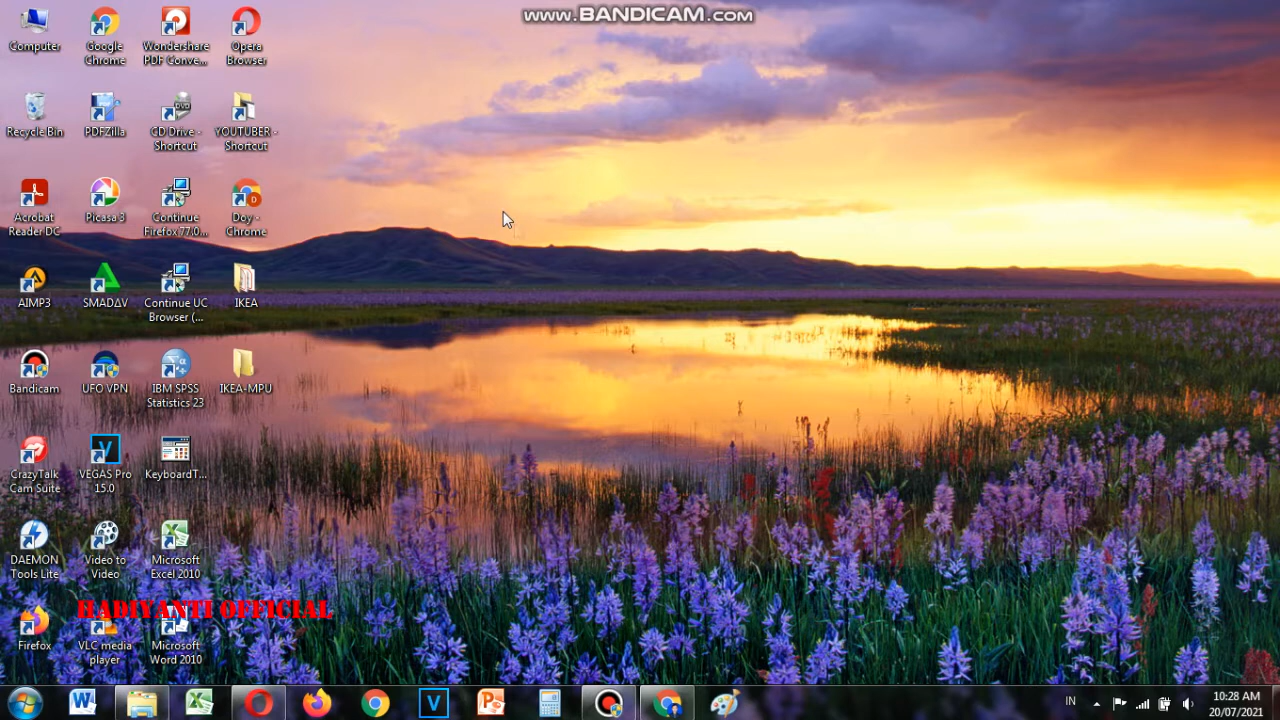 www.BANDICAM.com
Computer
Google
Chrome
Wondershare
PDF Conve...
Opera
Browser
Recycle Bin
PDFZilla
CD Drive -
Shortcut
YOUTUBER -
Shortcut
Acrobat
Reader DC
Picasa 3
Continue
Firefox 77.0...
Doy -
Chrome
AIMP3
SMADΔV
Continue UC
Browser (...
IKEA
Bandicam
UFO VPN
IBM SPSS
Statistics 23
IKEA-MPU
CrazyTalk
Cam Suite
VEGAS Pro
15.0
KeyboardT...
DAEMON
Tools Lite
Video to
Video
Microsoft
Excel 2010
HADIYANTI OFFICIAL
Firefox
VLC media
player
Microsoft
Word 2010
IN
10:28 AM
20/07/2021